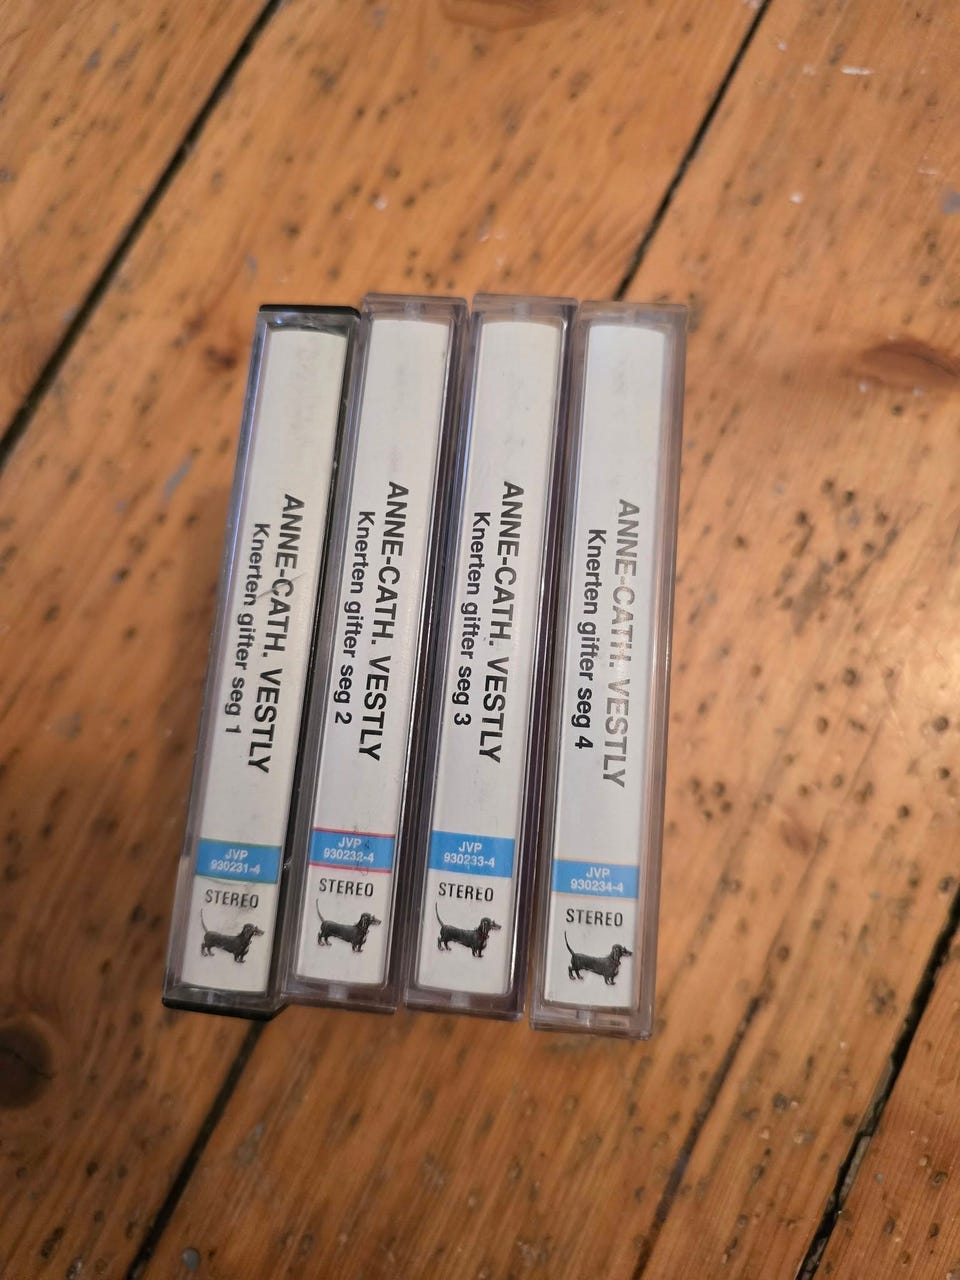 ANNE-CATH. VESTLY
Knerten gifter seg 1
JVP
930231-4
STEREO
ANNE-CATH. VESTLY
Knerten gifter seg 2
JVP
930232-4
STEREO
ANNE-CATH. VESTLY
Knerten gifter seg 3
JVP
930233-4
STEREO
ANNE-CATH. VESTLY
Knerten gifter seg 4
JVP
930234-4
STEREO